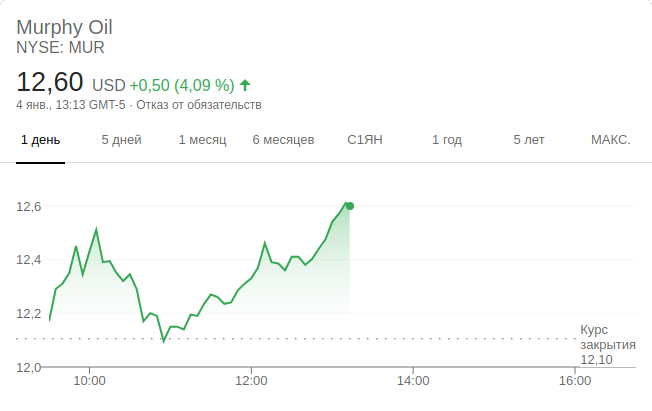 Murphy Oil
NYSE: MUR
12,60 USD +0,50 (4,09 %)
4 янв., 13:13 GMT-5 · Отказ от обязательств
1 день 5 дней 1 месяц 6 месяцев С1ЯН 1 год 5 лет МАКС.
12,6
12,4
12,2
Курс
закрытия
12,10
12,0
10:00 12:00 14:00 16:00